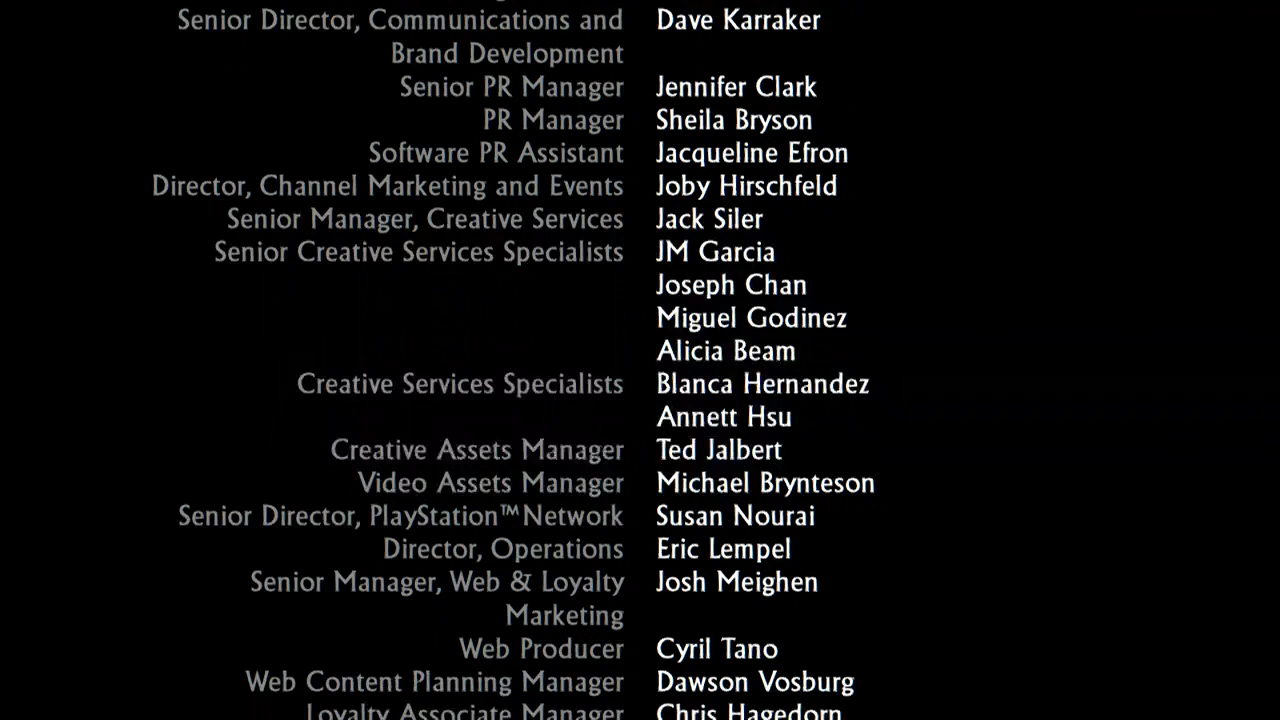 Senior Director, Communications and Dave Karraker
Brand Development
Senior PR Manager Jennifer Clark
PR Manager Sheila Bryson
Software PR Assistant Jacqueline Efron
Director, Channel Marketing and Events Joby Hirschfeld
Senior Manager, Creative Services Jack Siler
Senior Creative Services Specialists JM Garcia
Joseph Chan
Miguel Godinez
Alicia Beam
Creative Services Specialists Blanca Hernandez
Annett Hsu
Creative Assets Manager Ted Jalbert
Video Assets Manager Michael Brynteson
Senior Director, PlayStation™Network Susan Nourai
Director, Operations Eric Lempel
Senior Manager, Web & Loyalty Josh Meighen
Marketing
Web Producer Cyril Tano
Web Content Planning Manager Dawson Vosburg
Loyalty Associate Manager Chris Hagedorn